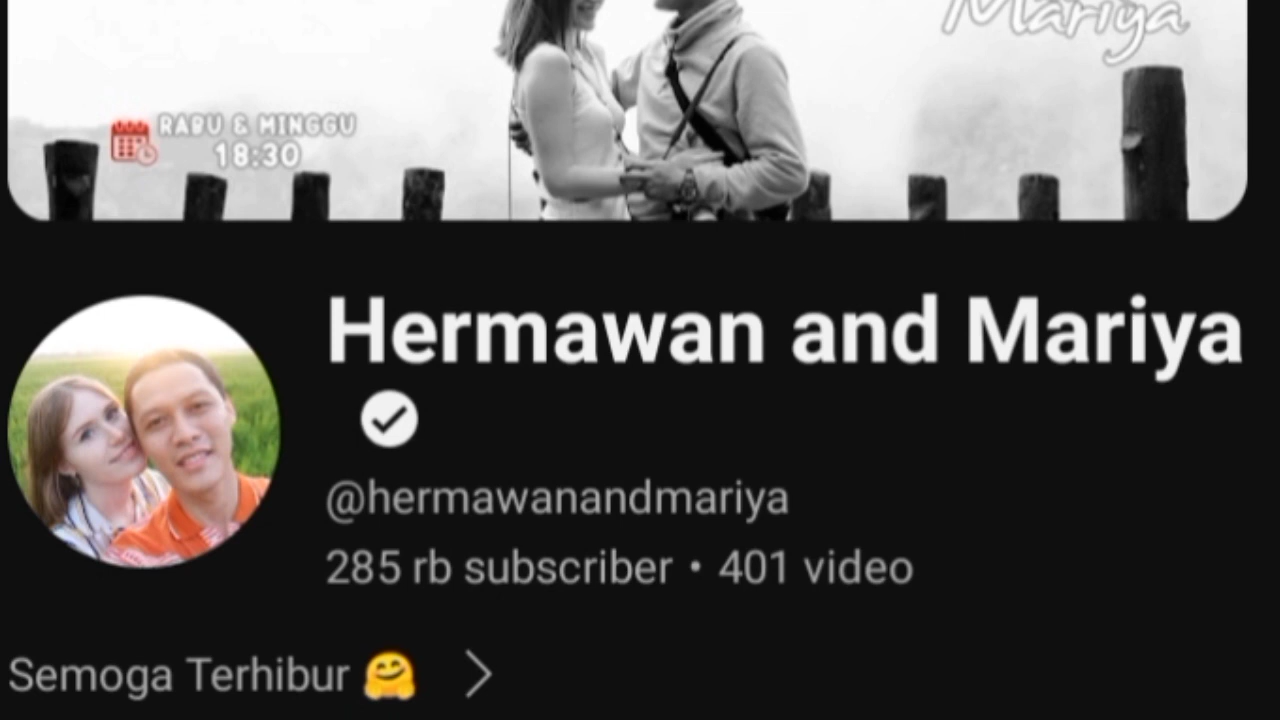 Mariya
RABU & MINGGU
18:30
Hermawan and Mariya
@hermawanandmariya
285 rb subscriber • 401 video
Semoga Terhibur 🤗 >